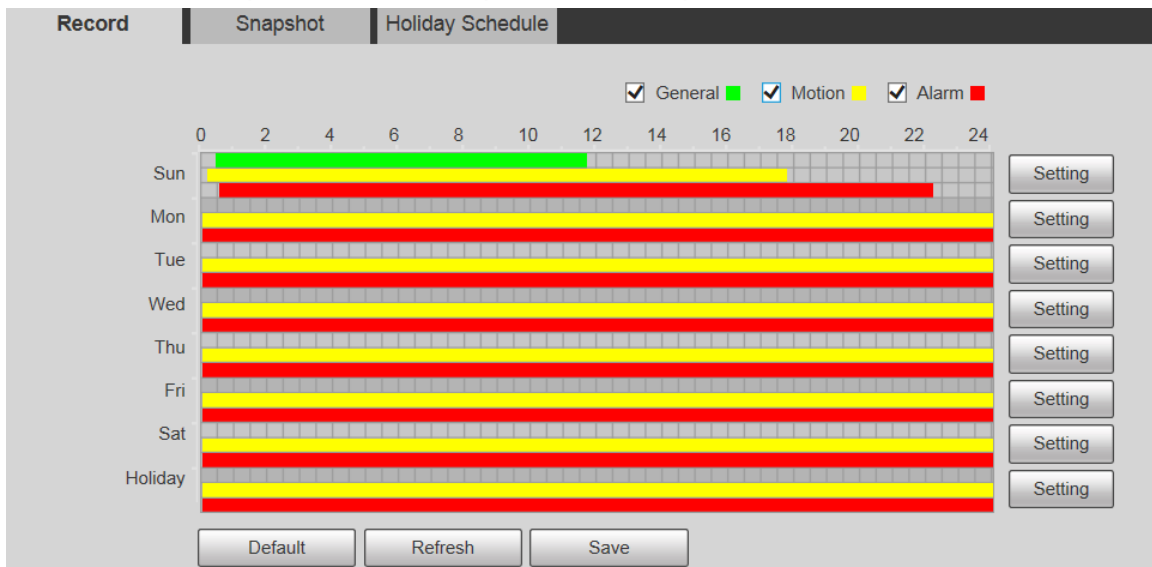 Record Snapshot Holiday Schedule
General Motion Alarm
0 2 4 6 8 10 12 14 16 18 20 22 24
Sun Setting
Mon Setting
Tue Setting
Wed Setting
Thu Setting
Fri Setting
Sat Setting
Holiday Setting
Default Refresh Save